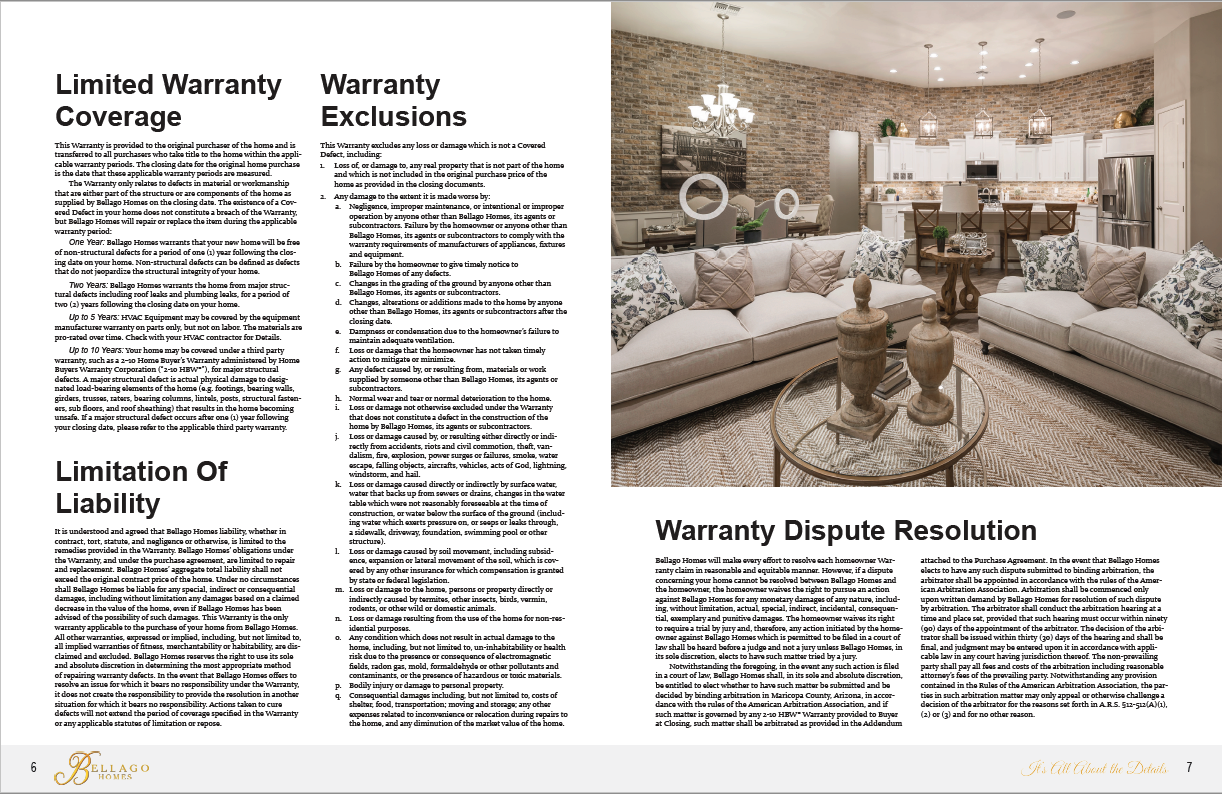 Limited Warranty
Coverage
This Warranty is provided to the original purchaser of the home and is
transferred to all purchasers who take title to the home within the appli-
cable warranty periods. The closing date for the original home purchase
is the date that these applicable warranty periods are measured.
The Warranty only relates to defects in material or workmanship
that are either part of the structure or are components of the home as
supplied by Bellago Homes on the closing date. The existence of a Cov-
ered Defect in your home does not constitute a breach of the Warranty,
but Bellago Homes will repair or replace the item during the applicable
warranty period:
One Year: Bellago Homes warrants that your new home will be free
of non-structural defects for a period of one (1) year following the clos-
ing date on your home. Non-structural defects can be defined as defects
that do not jeopardize the structural integrity of your home.
Two Years: Bellago Homes warrants the home from major struc-
tural defects including roof leaks and plumbing leaks, for a period of
two (2) years following the closing date on your home.
Up to 5 Years: HVAC Equipment may be covered by the equipment
manufacturer warranty on parts only, but not on labor. The materials are
pro-rated over time. Check with your HVAC contractor for Details.
Up to 10 Years: Your home may be covered under a third party
warranty, such as a 2-10 Home Buyer's Warranty administered by Home
Buyers Warranty Corporation ("2-10 HBW®"), for major structural
defects. A major structural defect is actual physical damage to desig-
nated load-bearing elements of the home (e.g. footings, bearing walls,
girders, trusses, raters, bearing columns, lintels, posts, structural fasten-
ers, sub floors, and roof sheathing) that results in the home becoming
unsafe. If a major structural defect occurs after one (1) year following
your closing date, please refer to the applicable third party warranty.
Limitation Of
Liability
It is understood and agreed that Bellago Homes liability, whether in
contract, tort, statute, and negligence or otherwise, is limited to the
remedies provided in the Warranty. Bellago Homes' obligations under
the Warranty, and under the purchase agreement, are limited to repair
and replacement. Bellago Homes' aggregate total liability shall not
exceed the original contract price of the home. Under no circumstances
shall Bellago Homes be liable for any special, indirect or consequential
damages, including without limitation any damages based on a claimed
decrease in the value of the home, even if Bellago Homes has been
advised of the possibility of such damages. This Warranty is the only
warranty applicable to the purchase of your home from Bellago Homes.
All other warranties, expressed or implied, including, but not limited to,
all implied warranties of fitness, merchantability or habitability, are dis-
claimed and excluded. Bellago Homes reserves the right to use its sole
and absolute discretion in determining the most appropriate method
of repairing warranty defects. In the event that Bellago Homes offers to
resolve an issue for which it bears no responsibility under the Warranty,
it does not create the responsibility to provide the resolution in another
situation for which it bears no responsibility. Actions taken to cure
defects will not extend the period of coverage specified in the Warranty
or any applicable statutes of limitation or repose.
Warranty
Exclusions
This Warranty excludes any loss or damage which is not a Covered
Defect, including:
1. Loss of, or damage to, any real property that is not part of the home
and which is not included in the original purchase price of the
home as provided in the closing documents.
2. Any damage to the extent it is made worse by:
a. Negligence, improper maintenance, or intentional or improper
operation by anyone other than Bellago Homes, its agents or
subcontractors. Failure by the homeowner or anyone other than
Bellago Homes, its agents or subcontractors to comply with the
warranty requirements of manufacturers of appliances, fixtures
and equipment.
b. Failure by the homeowner to give timely notice to
Bellago Homes of any defects.
c. Changes in the grading of the ground by anyone other than
Bellago Homes, its agents or subcontractors.
d. Changes, alterations or additions made to the home by anyone
other than Bellago Homes, its agents or subcontractors after the
closing date.
e. Dampness or condensation due to the homeowner's failure to
maintain adequate ventilation.
f. Loss or damage that the homeowner has not taken timely
action to mitigate or minimize.
g. Any defect caused by, or resulting from, materials or work
supplied by someone other than Bellago Homes, its agents or
subcontractors.
h. Normal wear and tear or normal deterioration to the home.
i. Loss or damage not otherwise excluded under the Warranty
that does not constitute a defect in the construction of the
home by Bellago Homes, its agents or subcontractors.
j. Loss or damage caused by, or resulting either directly or indi-
rectly from accidents, riots and civil commotion, theft, van-
dalism, fire, explosion, power surges or failures, smoke, water
escape, falling objects, aircrafts, vehicles, acts of God, lightning,
windstorm, and hail.
k. Loss or damage caused directly or indirectly by surface water,
water that backs up from sewers or drains, changes in the water
table which were not reasonably foreseeable at the time of
construction, or water below the surface of the ground (includ-
ing water which exerts pressure on, or seeps or leaks through,
a sidewalk, driveway, foundation, swimming pool or other
structure).
l. Loss or damage caused by soil movement, including subsid-
ence, expansion or lateral movement of the soil, which is cov-
ered by any other insurance for which compensation is granted
by state or federal legislation.
m. Loss or damage to the home, persons or property directly or
indirectly caused by termites, other insects, birds, vermin,
rodents, or other wild or domestic animals.
n. Loss or damage resulting from the use of the home for non-res-
idential purposes.
o. Any condition which does not result in actual damage to the
home, including, but not limited to, un-inhabitability or health
risk due to the presence or consequence of electromagnetic
fields, radon gas, mold, formaldehyde or other pollutants and
contaminants, or the presence of hazardous or toxic materials.
p. Bodily injury or damage to personal property.
q. Consequential damages including, but not limited to, costs of
shelter, food, transportation; moving and storage; any other
expenses related to inconvenience or relocation during repairs to
the home, and any diminution of the market value of the home.
Warranty Dispute Resolution
Bellago Homes will make every effort to resolve each homeowner War-
ranty claim in reasonable and equitable manner. However, if a dispute
concerning your home cannot be resolved between Bellago Homes and
the homeowner, the homeowner waives the right to pursue an action
against Bellago Homes for any monetary damages of any nature, includ-
ing, without limitation, actual, special, indirect, incidental, consequen-
tial, exemplary and punitive damages. The homeowner waives its right
to require a trial by jury and, therefore, any action initiated by the home-
owner against Bellago Homes which is permitted to be filed in a court of
law shall be heard before a judge and not a jury unless Bellago Homes, in
its sole discretion, elects to have such matter tried by a jury.
Notwithstanding the foregoing, in the event any such action is filed
in a court of law, Bellago Homes shall, in its sole and absolute discretion,
be entitled to elect whether to have such matter be submitted and be
decided by binding arbitration in Maricopa County, Arizona, in accor-
dance with the rules of the American Arbitration Association, and if
such matter is governed by any 2-10 HBW® Warranty provided to Buyer
at Closing, such matter shall be arbitrated as provided in the Addendum
attached to the Purchase Agreement. In the event that Bellago Homes
elects to have any such dispute submitted to binding arbitration, the
arbitrator shall be appointed in accordance with the rules of the Amer-
ican Arbitration Association. Arbitration shall be commenced only
upon written demand by Bellago Homes for resolution of such dispute
by arbitration. The arbitrator shall conduct the arbitration hearing at a
time and place set, provided that such hearing must occur within ninety
(90) days of the appointment of the arbitrator. The decision of the arbi-
trator shall be issued within thirty (30) days of the hearing and shall be
final, and judgment may be entered upon it in accordance with appli-
cable law in any court having jurisdiction thereof. The non-prevailing
party shall pay all fees and costs of the arbitration including reasonable
attorney's fees of the prevailing party. Notwithstanding any provision
contained in the Rules of the American Arbitration Association, the par-
ties in such arbitration matter may only appeal or otherwise challenge a
decision of the arbitrator for the reasons set forth in A.R.S. §12-512(A)(1),
(2) or (3) and for no other reason.
6
BELLAGO
HOMES
It's All About the Details
7